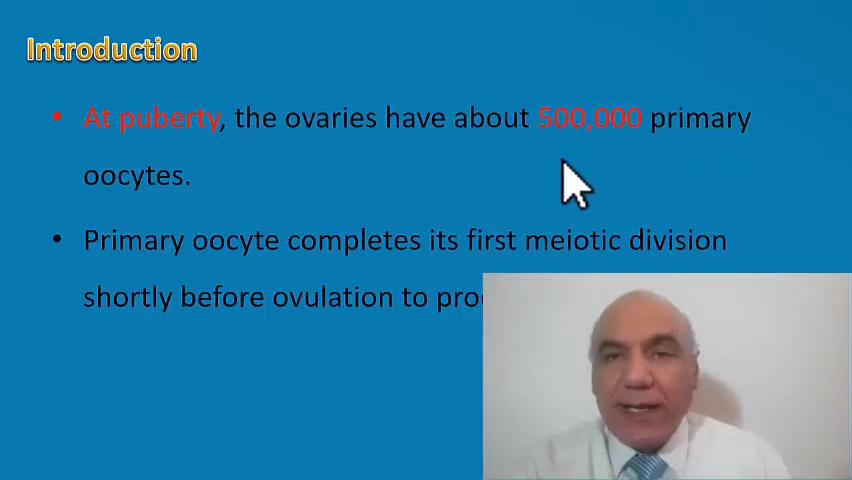 Introduction
• At puberty, the ovaries have about 500,000 primary
oocytes.
• Primary oocyte completes its first meiotic division
shortly before ovulation to